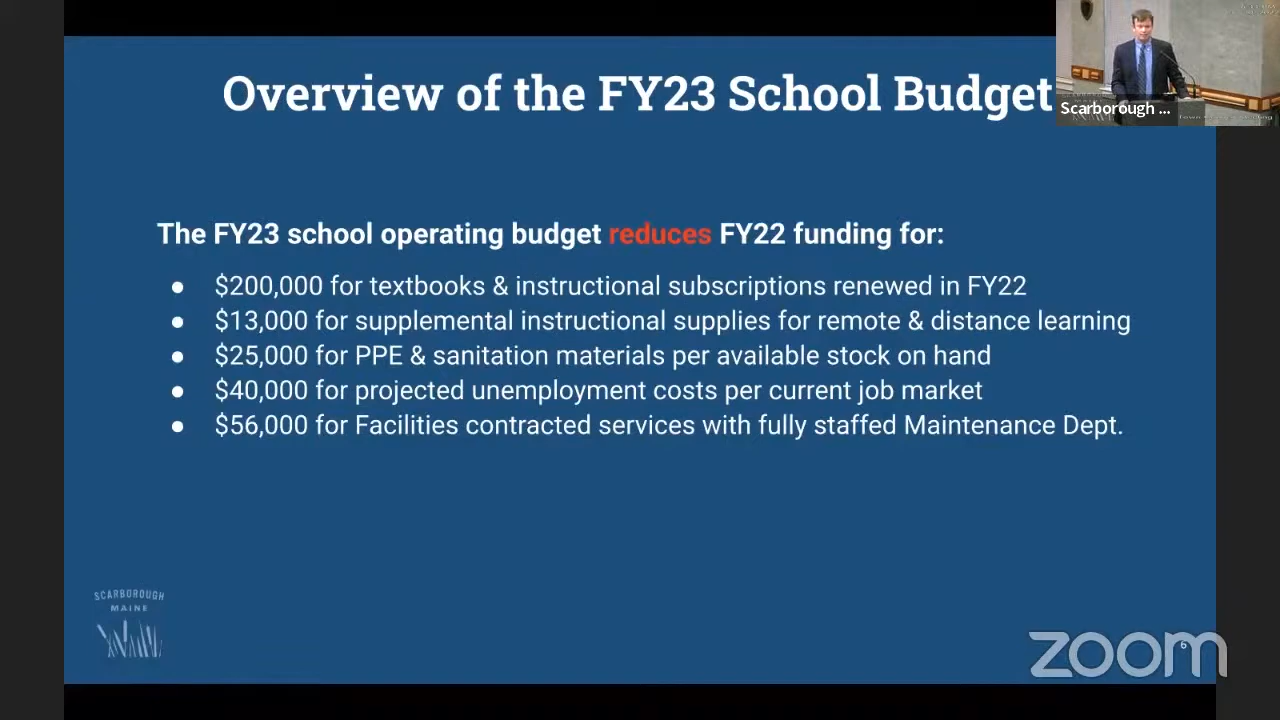 Overview of the FY23 School Budget
Scarborough ...
The FY23 school operating budget reduces FY22 funding for:
● $200,000 for textbooks & instructional subscriptions renewed in FY22
● $13,000 for supplemental instructional supplies for remote & distance learning
● $25,000 for PPE & sanitation materials per available stock on hand
● $40,000 for projected unemployment costs per current job market
● $56,000 for Facilities contracted services with fully staffed Maintenance Dept.
SCARBOROUGH
MAINE
zoom
6